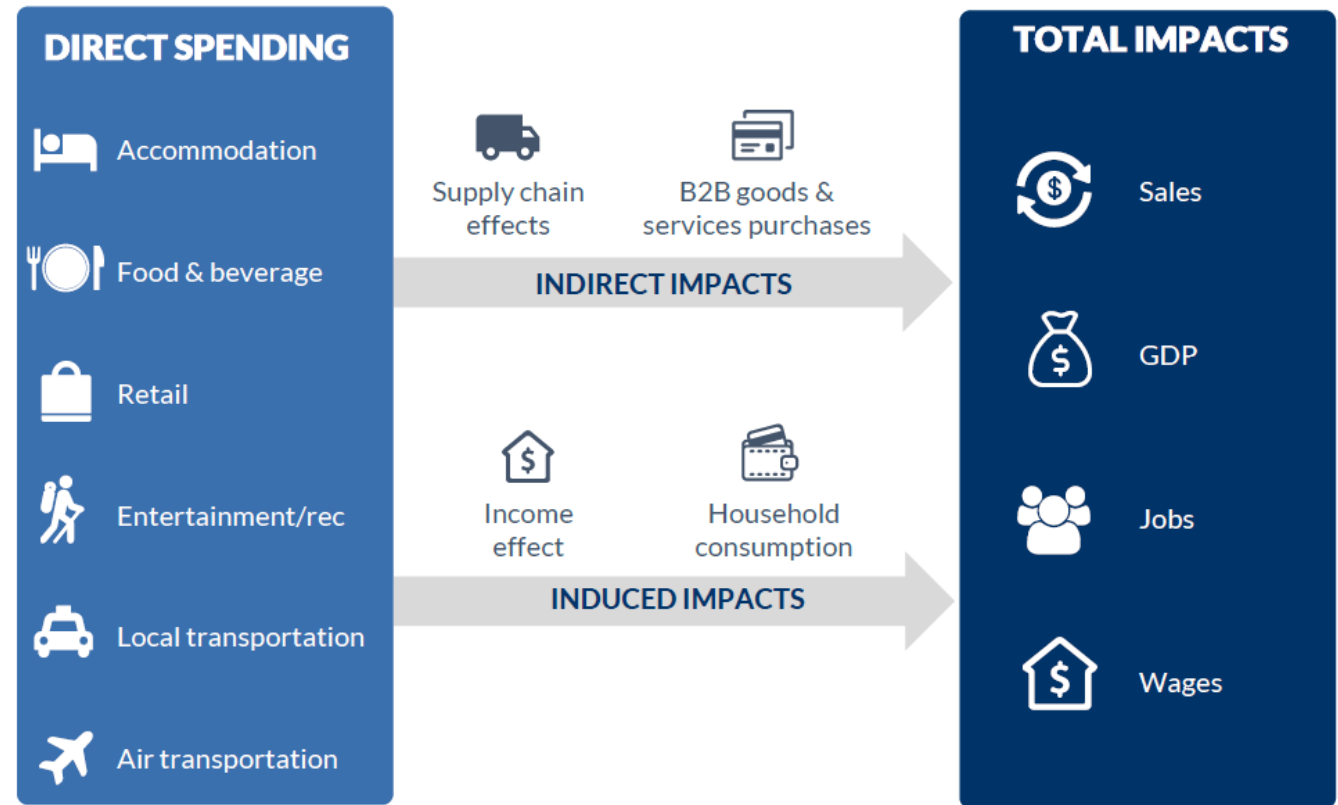 DIRECT SPENDING
Accommodation
Food & beverage
Retail
Entertainment/rec
Local transportation
Air transportation
Supply chain
effects
B2B goods &
services purchases
INDIRECT IMPACTS
Income
effect
Household
consumption
INDUCED IMPACTS
TOTAL IMPACTS
$
Sales
$
GDP
Jobs
$
Wages